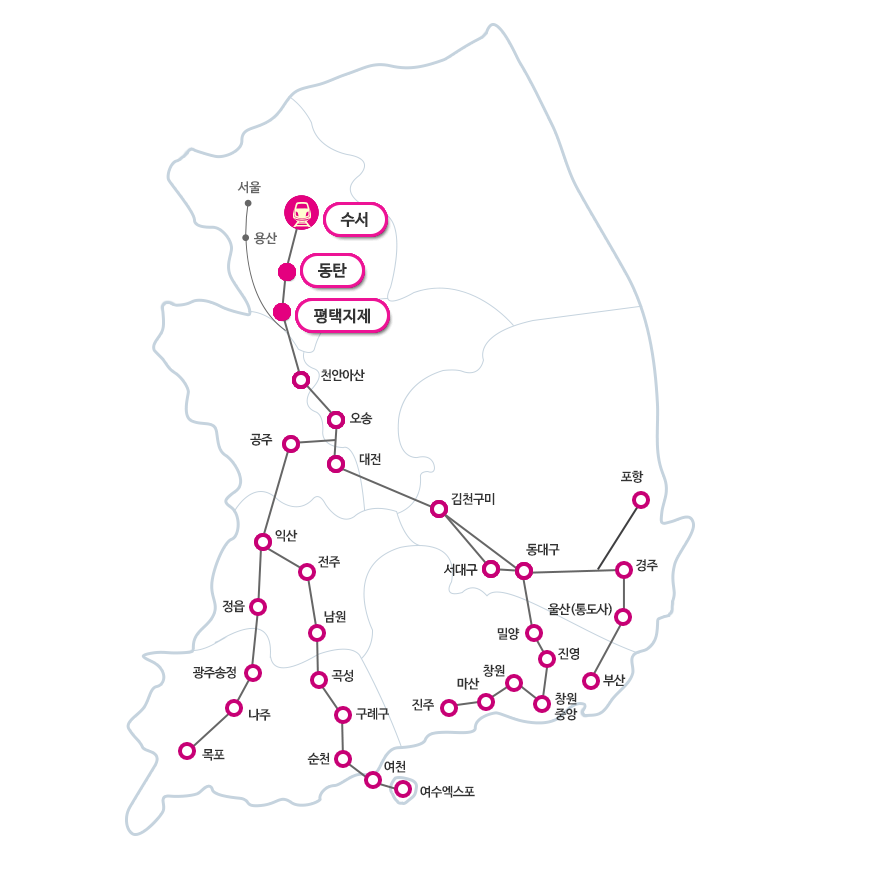 서울
수서
용산
동탄
평택지제
천안아산
오송
공주
대전
포항
김천구미
익산
동대구
전주
서대구
경주
정읍
남원
울산(통도사)
밀양
진영
광주송정
곡성
창원
마산
부산
진주
창원
중앙
나주
구례구
목포
순천
여천
여수엑스포